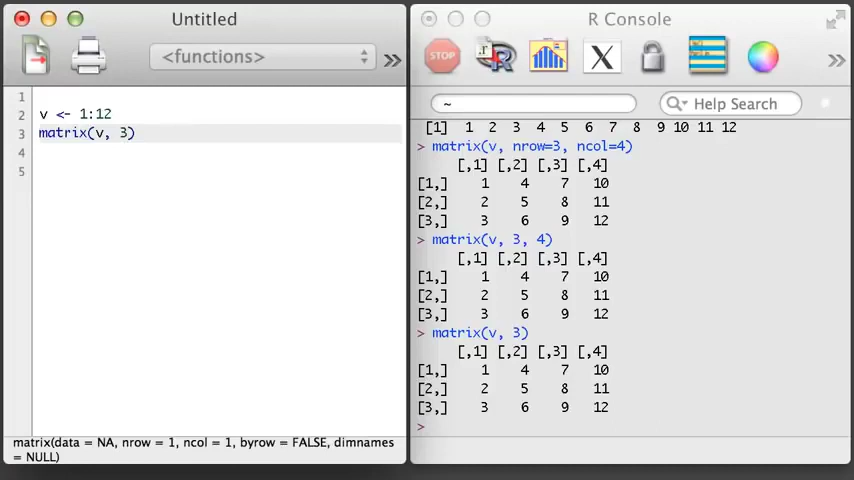 Untitled
<functions>
»
1
2 v <- 1:12
3 matrix(v, 3)
4
5
matrix(data = NA, nrow = 1, ncol = 1, byrow = FALSE, dimnames
= NULL)
R Console
STOP
R
X
»
~
Help Search
[1] 1 2 3 4 5 6 7 8 9 10 11 12
> matrix(v, nrow=3, ncol=4)
[,1] [,2] [,3] [,4]
[1,] 1 4 7 10
[2,] 2 5 8 11
[3,] 3 6 9 12
> matrix(v, 3, 4)
[,1] [,2] [,3] [,4]
[1,] 1 4 7 10
[2,] 2 5 8 11
[3,] 3 6 9 12
> matrix(v, 3)
[,1] [,2] [,3] [,4]
[1,] 1 4 7 10
[2,] 2 5 8 11
[3,] 3 6 9 12
>